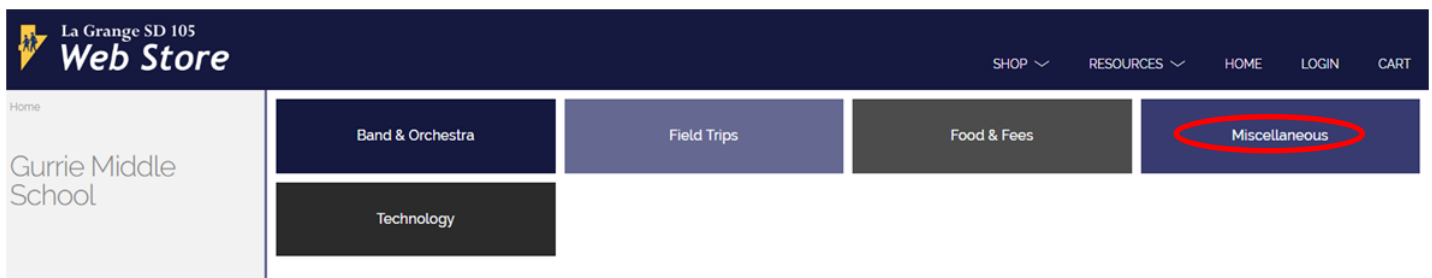 La Grange SD 105
Web Store
SHOP RESOURCES HOME LOGIN CART
Home
Gurrie Middle
School
Band & Orchestra
Field Trips
Food & Fees
Miscellaneous
Technology